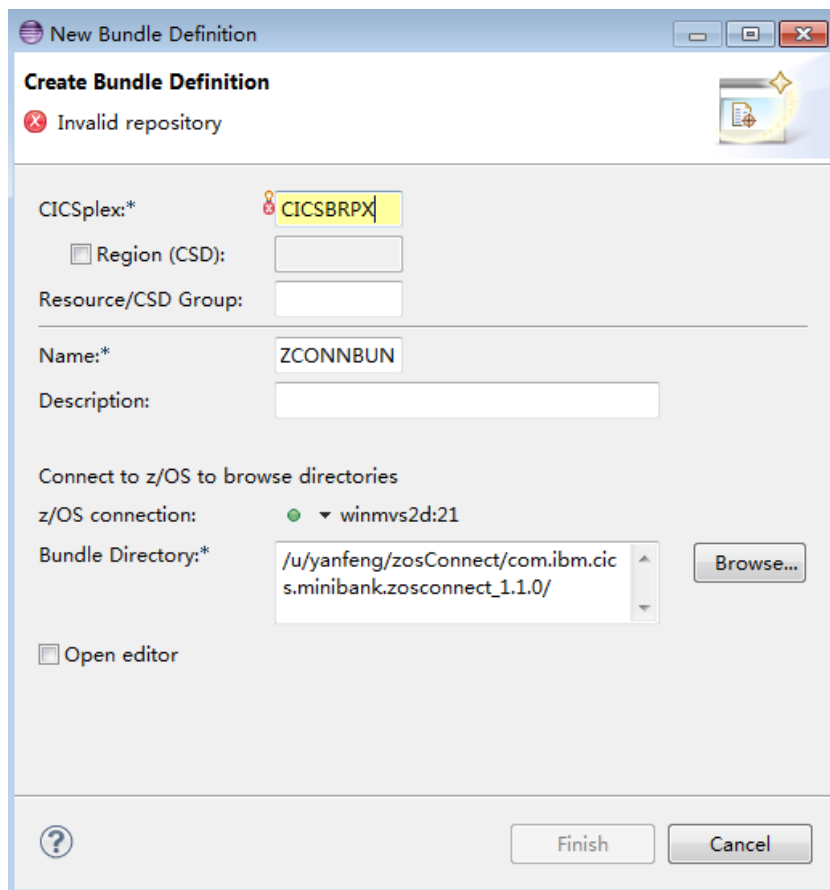 New Bundle Definition
Create Bundle Definition
Invalid repository
CICSplex:* CICSBRPX
Region (CSD):
Resource/CSD Group:
Name:* ZCONNBUN
Description:
Connect to z/OS to browse directories
z/OS connection: winmvs2d:21
Bundle Directory:* /u/yanfeng/zosConnect/com.ibm.cic
s.minibank.zosconnect_1.1.0/
Browse...
Open editor
Finish Cancel